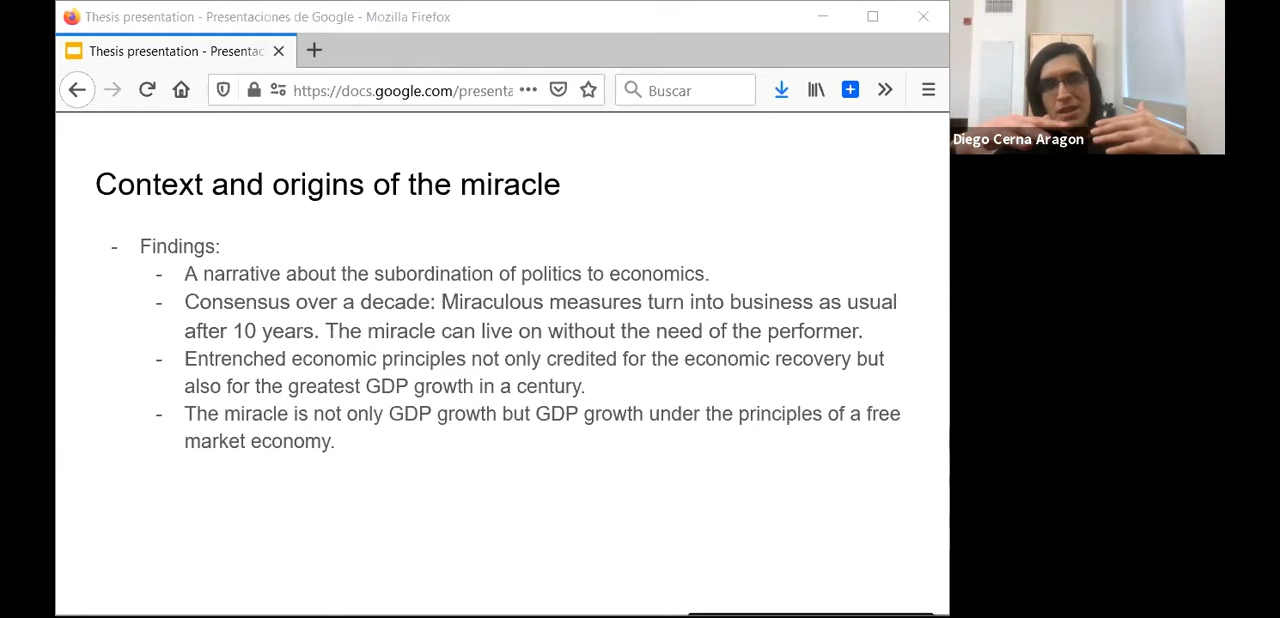 Thesis presentation - Presentaciones de Google - Mozilla Firefox
Thesis presentation - Presentac
https://docs.google.com/presenta
Buscar
Diego Cerna Aragon
Context and origins of the miracle
- Findings:
- A narrative about the subordination of politics to economics.
- Consensus over a decade: Miraculous measures turn into business as usual
after 10 years. The miracle can live on without the need of the performer.
- Entrenched economic principles not only credited for the economic recovery but
also for the greatest GDP growth in a century.
- The miracle is not only GDP growth but GDP growth under the principles of a free
market economy.